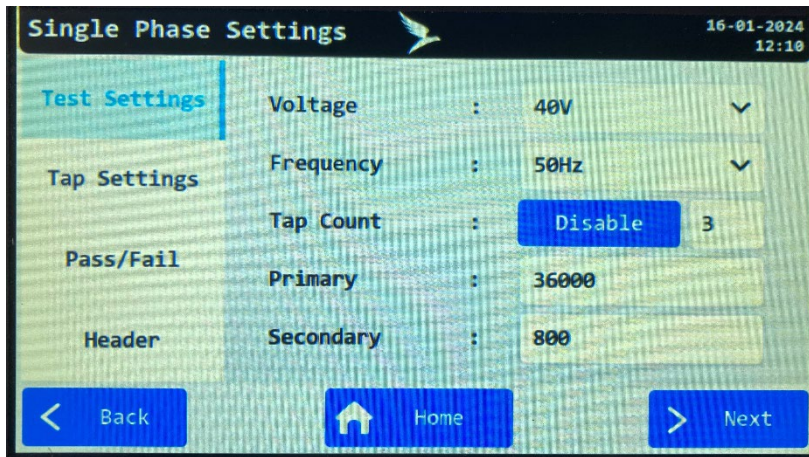 Single Phase Settings
16-01-2024
12:10
Test Settings
Tap Settings
Pass/Fail
Header
Voltage : 40V
Frequency : 50Hz
Tap Count : Disable 3
Primary : 36000
Secondary : 800
Back
Home
Next